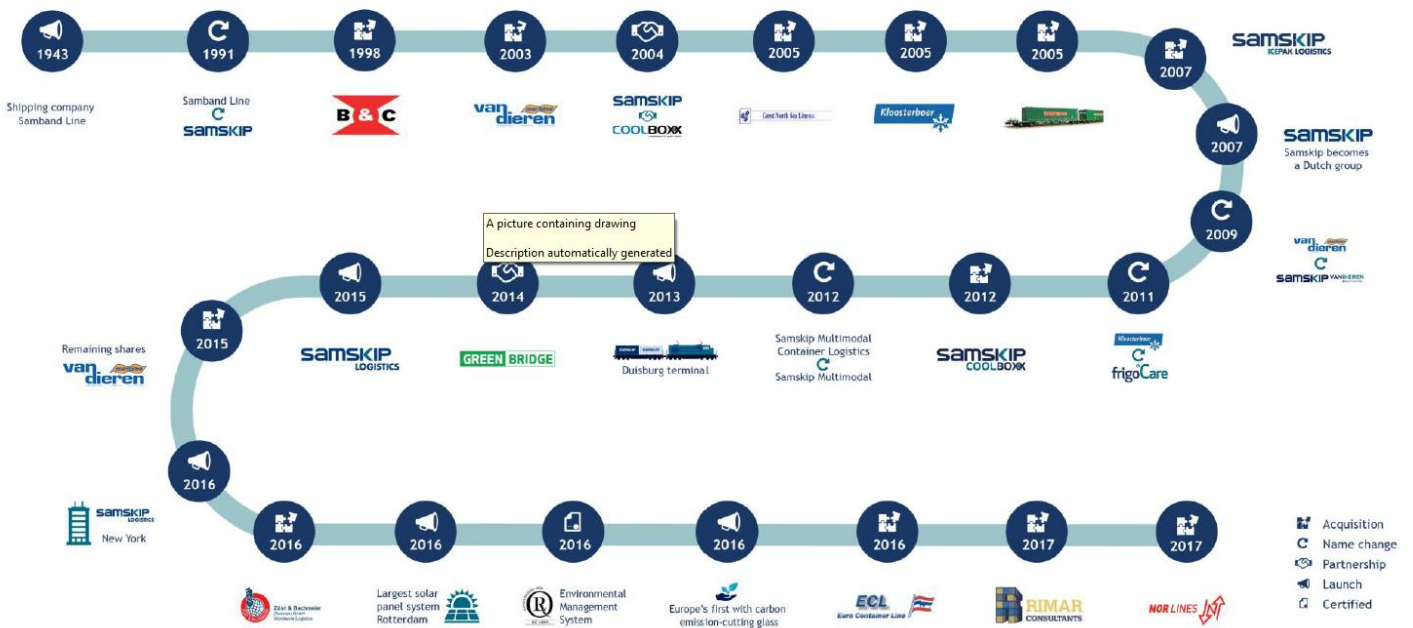 1943
Shipping company
Samband Line
1991
Samband Line
SAMSKIP
1998
B & C
2003
van dieren
2004
SAMSKIP
COOLBOXX
2005
2005
Kloosterboer
2005
2007
SAMSKIP
ICEPAK LOGISTICS
2007
SAMSKIP
Samskip becomes
a Dutch group
2009
van dieren
SAMSKIP VANDIEREN
2011
Kloosterboer
frigoCare
2012
SAMSKIP
COOLBOXX
2012
Samskip Multimodal
Container Logistics
Samskip Multimodal
2013
Duisburg terminal
A picture containing drawing
Description automatically generated
2014
GREEN BRIDGE
2015
SAMSKIP
LOGISTICS
2015
Remaining shares
van dieren
2016
SAMSKIP
LOGISTICS
New York
2016
2016
Largest solar
panel system
Rotterdam
2016
R
Environmental
Management
System
2016
Europe's first with carbon
emission-cutting glass
2016
ECL
Euro Container Line
2017
RIMAR
CONSULTANTS
2017
NOR LINES
Acquisition
Name change
Partnership
Launch
Certified